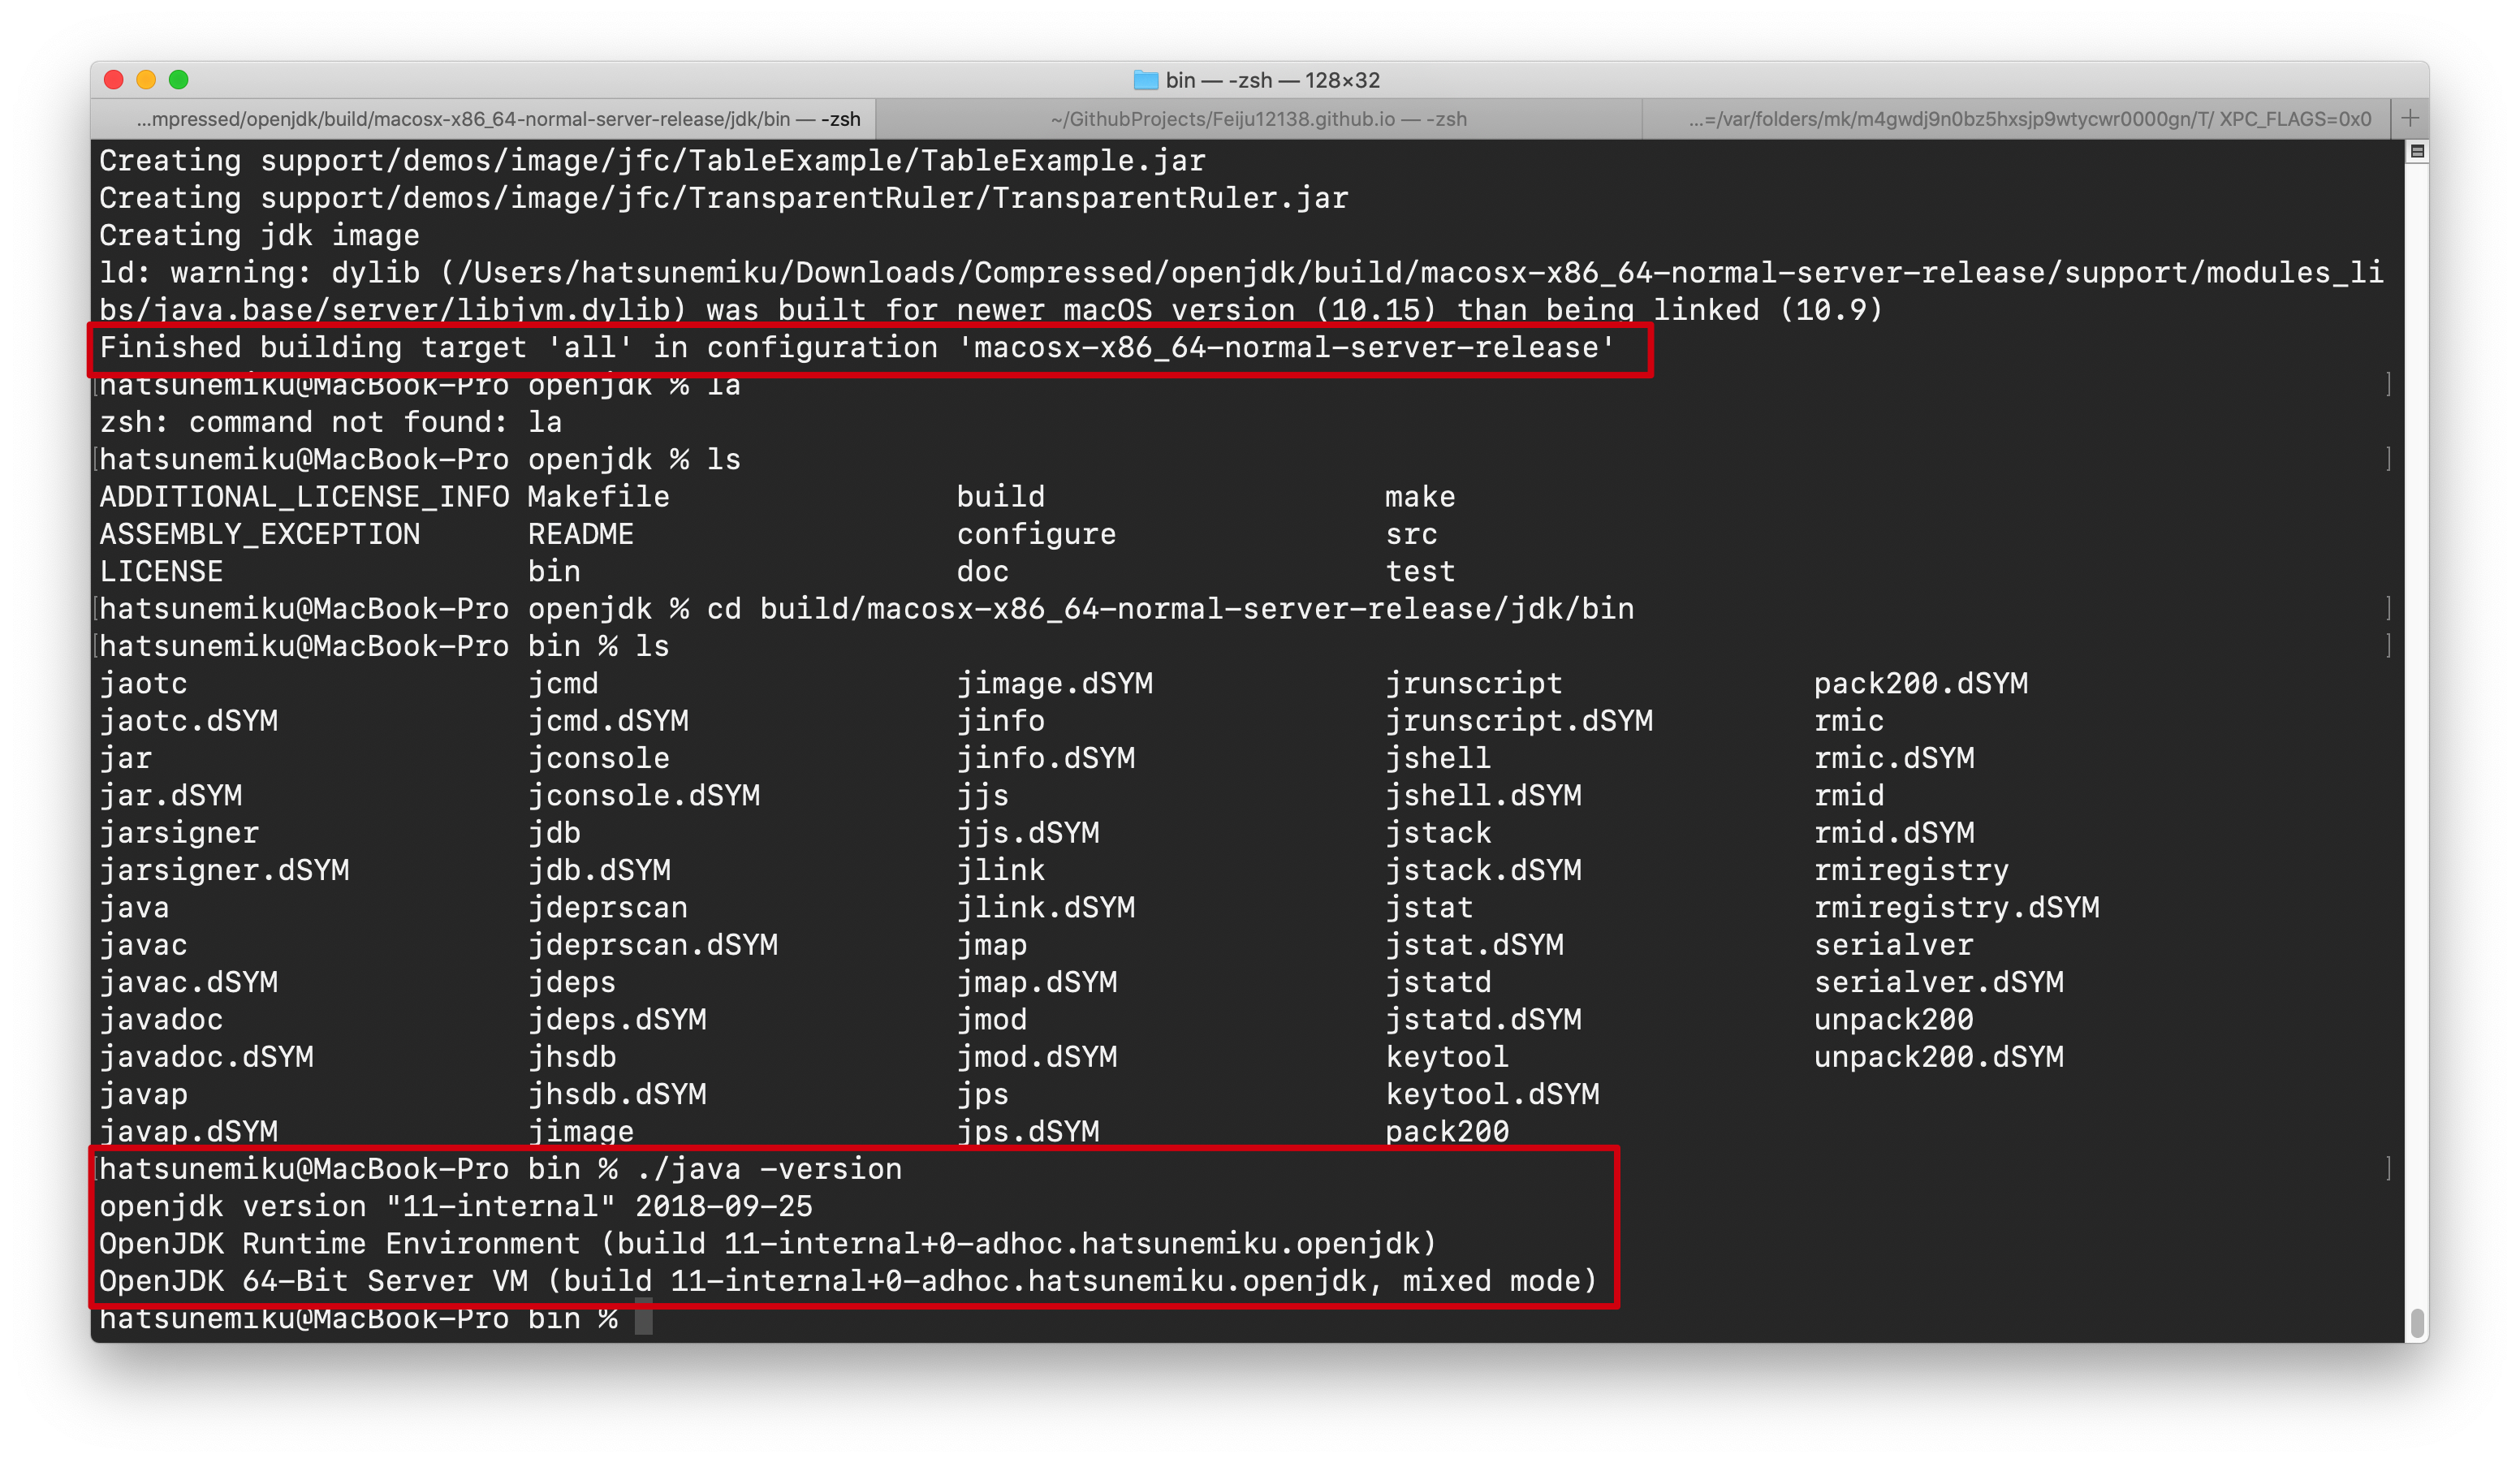 bin — -zsh — 128×32
...mpressed/openjdk/build/macosx-x86_64-normal-server-release/jdk/bin — -zsh
~/GithubProjects/Feiju12138.github.io — -zsh
...=/var/folders/mk/m4gwdj9n0bz5hxsjp9wtycwr0000gn/T/ XPC_FLAGS=0x0
Creating support/demos/image/jfc/TableExample/TableExample.jar
Creating support/demos/image/jfc/TransparentRuler/TransparentRuler.jar
Creating jdk image
ld: warning: dylib (/Users/hatsunemiku/Downloads/Compressed/openjdk/build/macosx-x86_64-normal-server-release/support/modules_li
bs/java.base/server/libjvm.dylib) was built for newer macOS version (10.15) than being linked (10.9)
Finished building target 'all' in configuration 'macosx-x86_64-normal-server-release'
[hatsunemiku@MacBook-Pro openjdk % la ]
zsh: command not found: la
[hatsunemiku@MacBook-Pro openjdk % ls ]
ADDITIONAL_LICENSE_INFO Makefile build make
ASSEMBLY_EXCEPTION README configure src
LICENSE bin doc test
[hatsunemiku@MacBook-Pro openjdk % cd build/macosx-x86_64-normal-server-release/jdk/bin ]
[hatsunemiku@MacBook-Pro bin % ls ]
jaotc jcmd jimage.dSYM jrunscript pack200.dSYM
jaotc.dSYM jcmd.dSYM jinfo jrunscript.dSYM rmic
jar jconsole jinfo.dSYM jshell rmic.dSYM
jar.dSYM jconsole.dSYM jjs jshell.dSYM rmid
jarsigner jdb jjs.dSYM jstack rmid.dSYM
jarsigner.dSYM jdb.dSYM jlink jstack.dSYM rmiregistry
java jdeprscan jlink.dSYM jstat rmiregistry.dSYM
javac jdeprscan.dSYM jmap jstat.dSYM serialver
javac.dSYM jdeps jmap.dSYM jstatd serialver.dSYM
javadoc jdeps.dSYM jmod jstatd.dSYM unpack200
javadoc.dSYM jhsdb jmod.dSYM keytool unpack200.dSYM
javap jhsdb.dSYM jps keytool.dSYM
javap.dSYM jimage jps.dSYM pack200
[hatsunemiku@MacBook-Pro bin % ./java -version ]
openjdk version "11-internal" 2018-09-25
OpenJDK Runtime Environment (build 11-internal+0-adhoc.hatsunemiku.openjdk)
OpenJDK 64-Bit Server VM (build 11-internal+0-adhoc.hatsunemiku.openjdk, mixed mode)
hatsunemiku@MacBook-Pro bin %